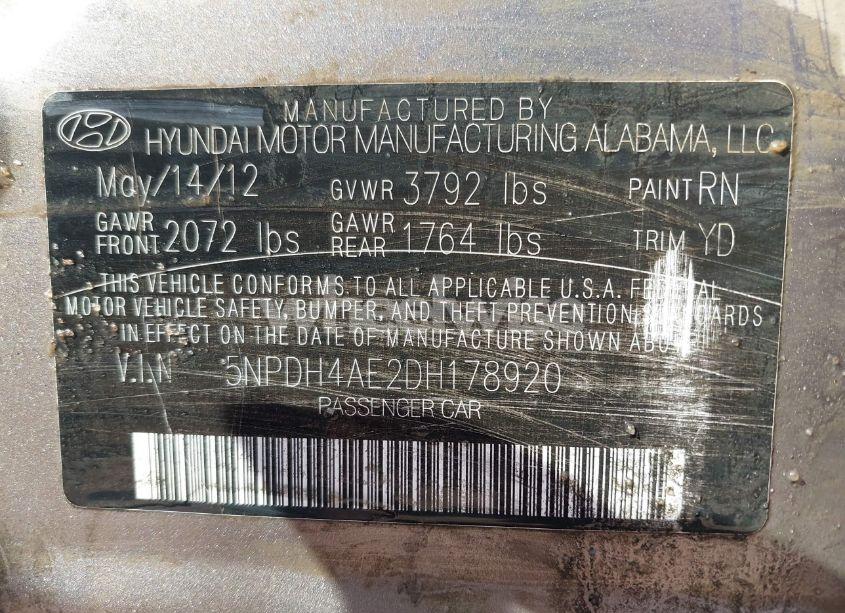 MANUFACTURED BY
HYUNDAI MOTOR MANUFACTURING ALABAMA, LLC
May/14/12 GVWR 3792 lbs PAINT RN
GAWR FRONT 2072 lbs GAWR REAR 1764 lbs TRIM YD
THIS VEHICLE CONFORMS TO ALL APPLICABLE U.S.A. FEDERAL
MOTOR VEHICLE SAFETY, BUMPER, AND THEFT PREVENTION STANDARDS
IN EFFECT ON THE DATE OF MANUFACTURE SHOWN ABOVE
V.I.N 5NPDH4AE2DH178920
PASSENGER CAR